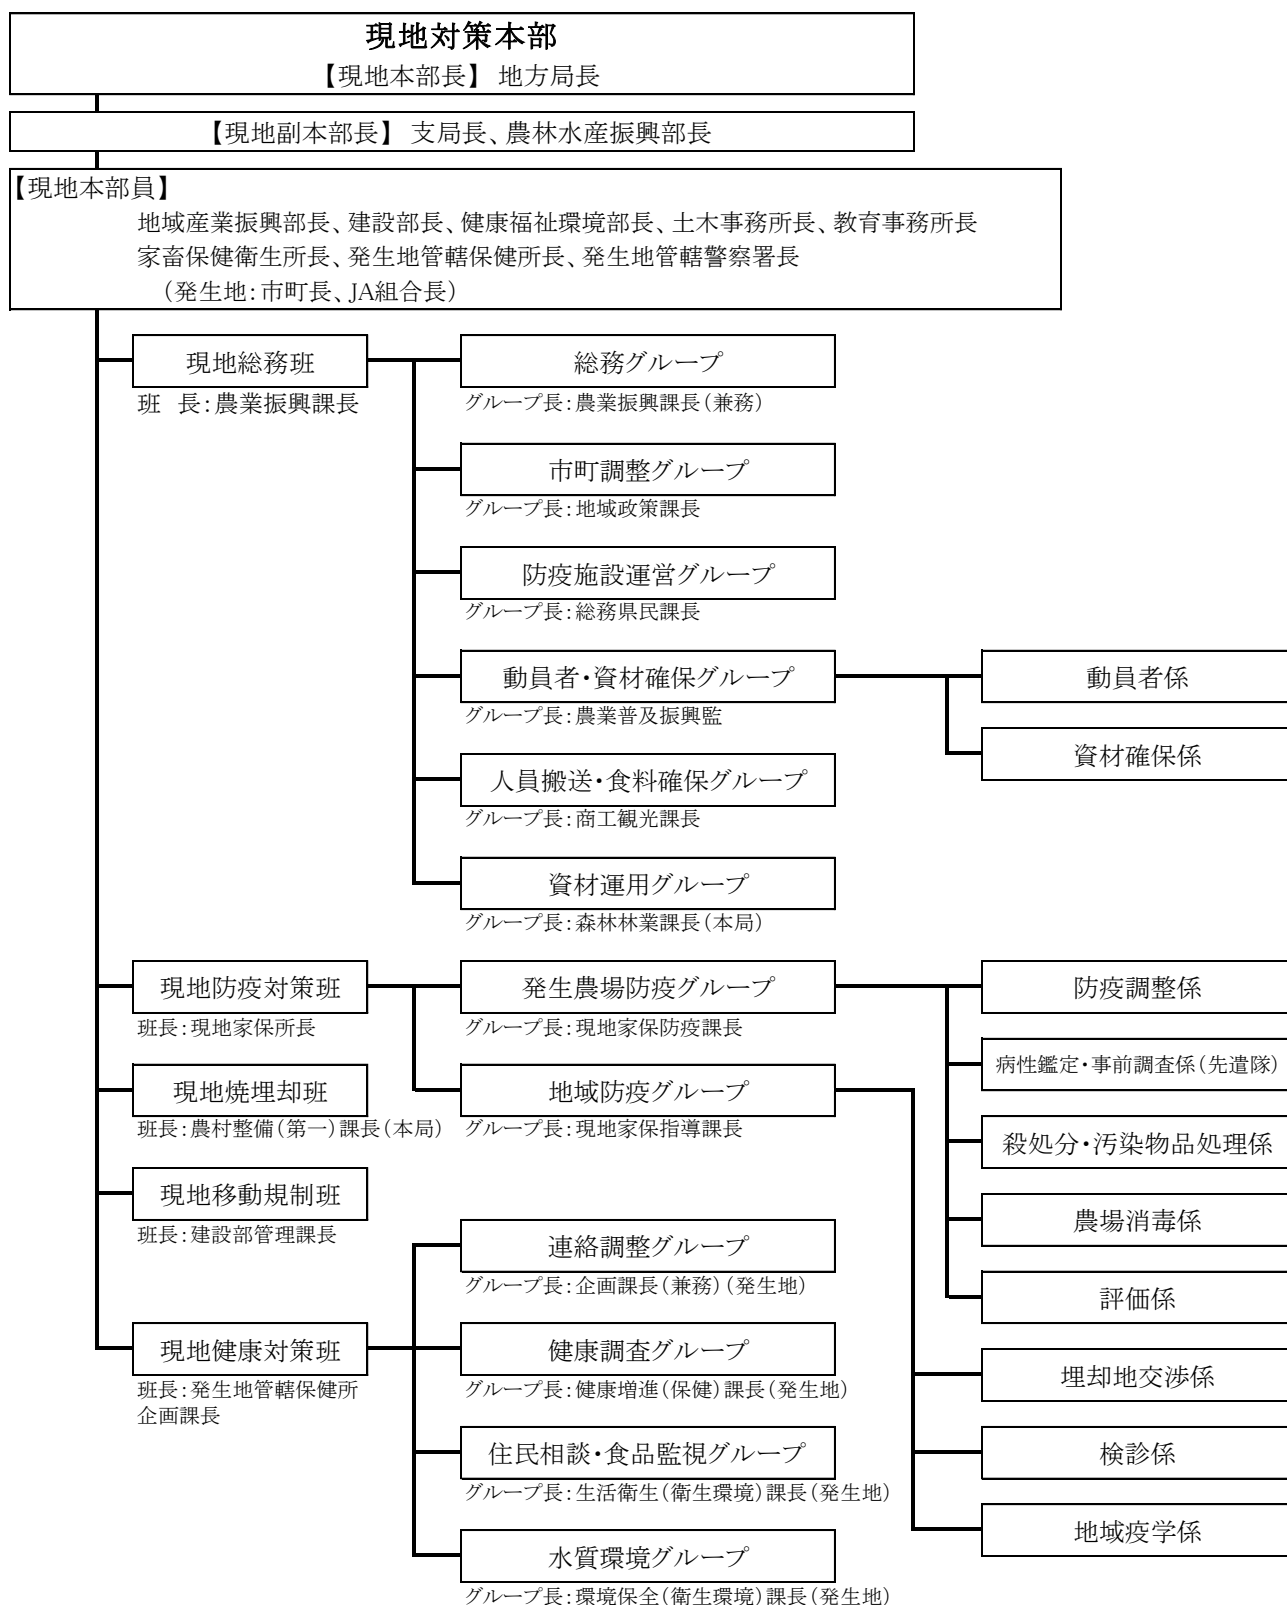 現地対策本部
【現地本部長】 地方局長
【現地副本部長】 支局長、農林水産振興部長
【現地本部員】
地域産業振興部長、建設部長、健康福祉環境部長、土木事務所長、教育事務所長
家畜保健衛生所長、発生地管轄保健所長、発生地管轄警察署長
（発生地：市町長、JA組合長）
現地総務班
班 長：農業振興課長
総務グループ
グループ長：農業振興課長（兼務）
市町調整グループ
グループ長：地域政策課長
防疫施設運営グループ
グループ長：総務県民課長
動員者・資材確保グループ
グループ長：農業普及振興監
動員者係
資材確保係
人員搬送・食料確保グループ
グループ長：商工観光課長
資材運用グループ
グループ長：森林林業課長（本局）
現地防疫対策班
班長：現地家保所長
発生農場防疫グループ
グループ長：現地家保防疫課長
防疫調整係
病性鑑定・事前調査係（先遣隊）
殺処分・汚染物品処理係
農場消毒係
評価係
地域防疫グループ
グループ長：現地家保指導課長
埋却地交渉係
検診係
地域疫学係
現地焼埋却班
班長：農村整備（第一）課長（本局）
現地移動規制班
班長：建設部管理課長
現地健康対策班
班長：発生地管轄保健所
企画課長
連絡調整グループ
グループ長：企画課長（兼務）（発生地）
健康調査グループ
グループ長：健康増進（保健）課長（発生地）
住民相談・食品監視グループ
グループ長：生活衛生（衛生環境）課長（発生地）
水質環境グループ
グループ長：環境保全（衛生環境）課長（発生地）